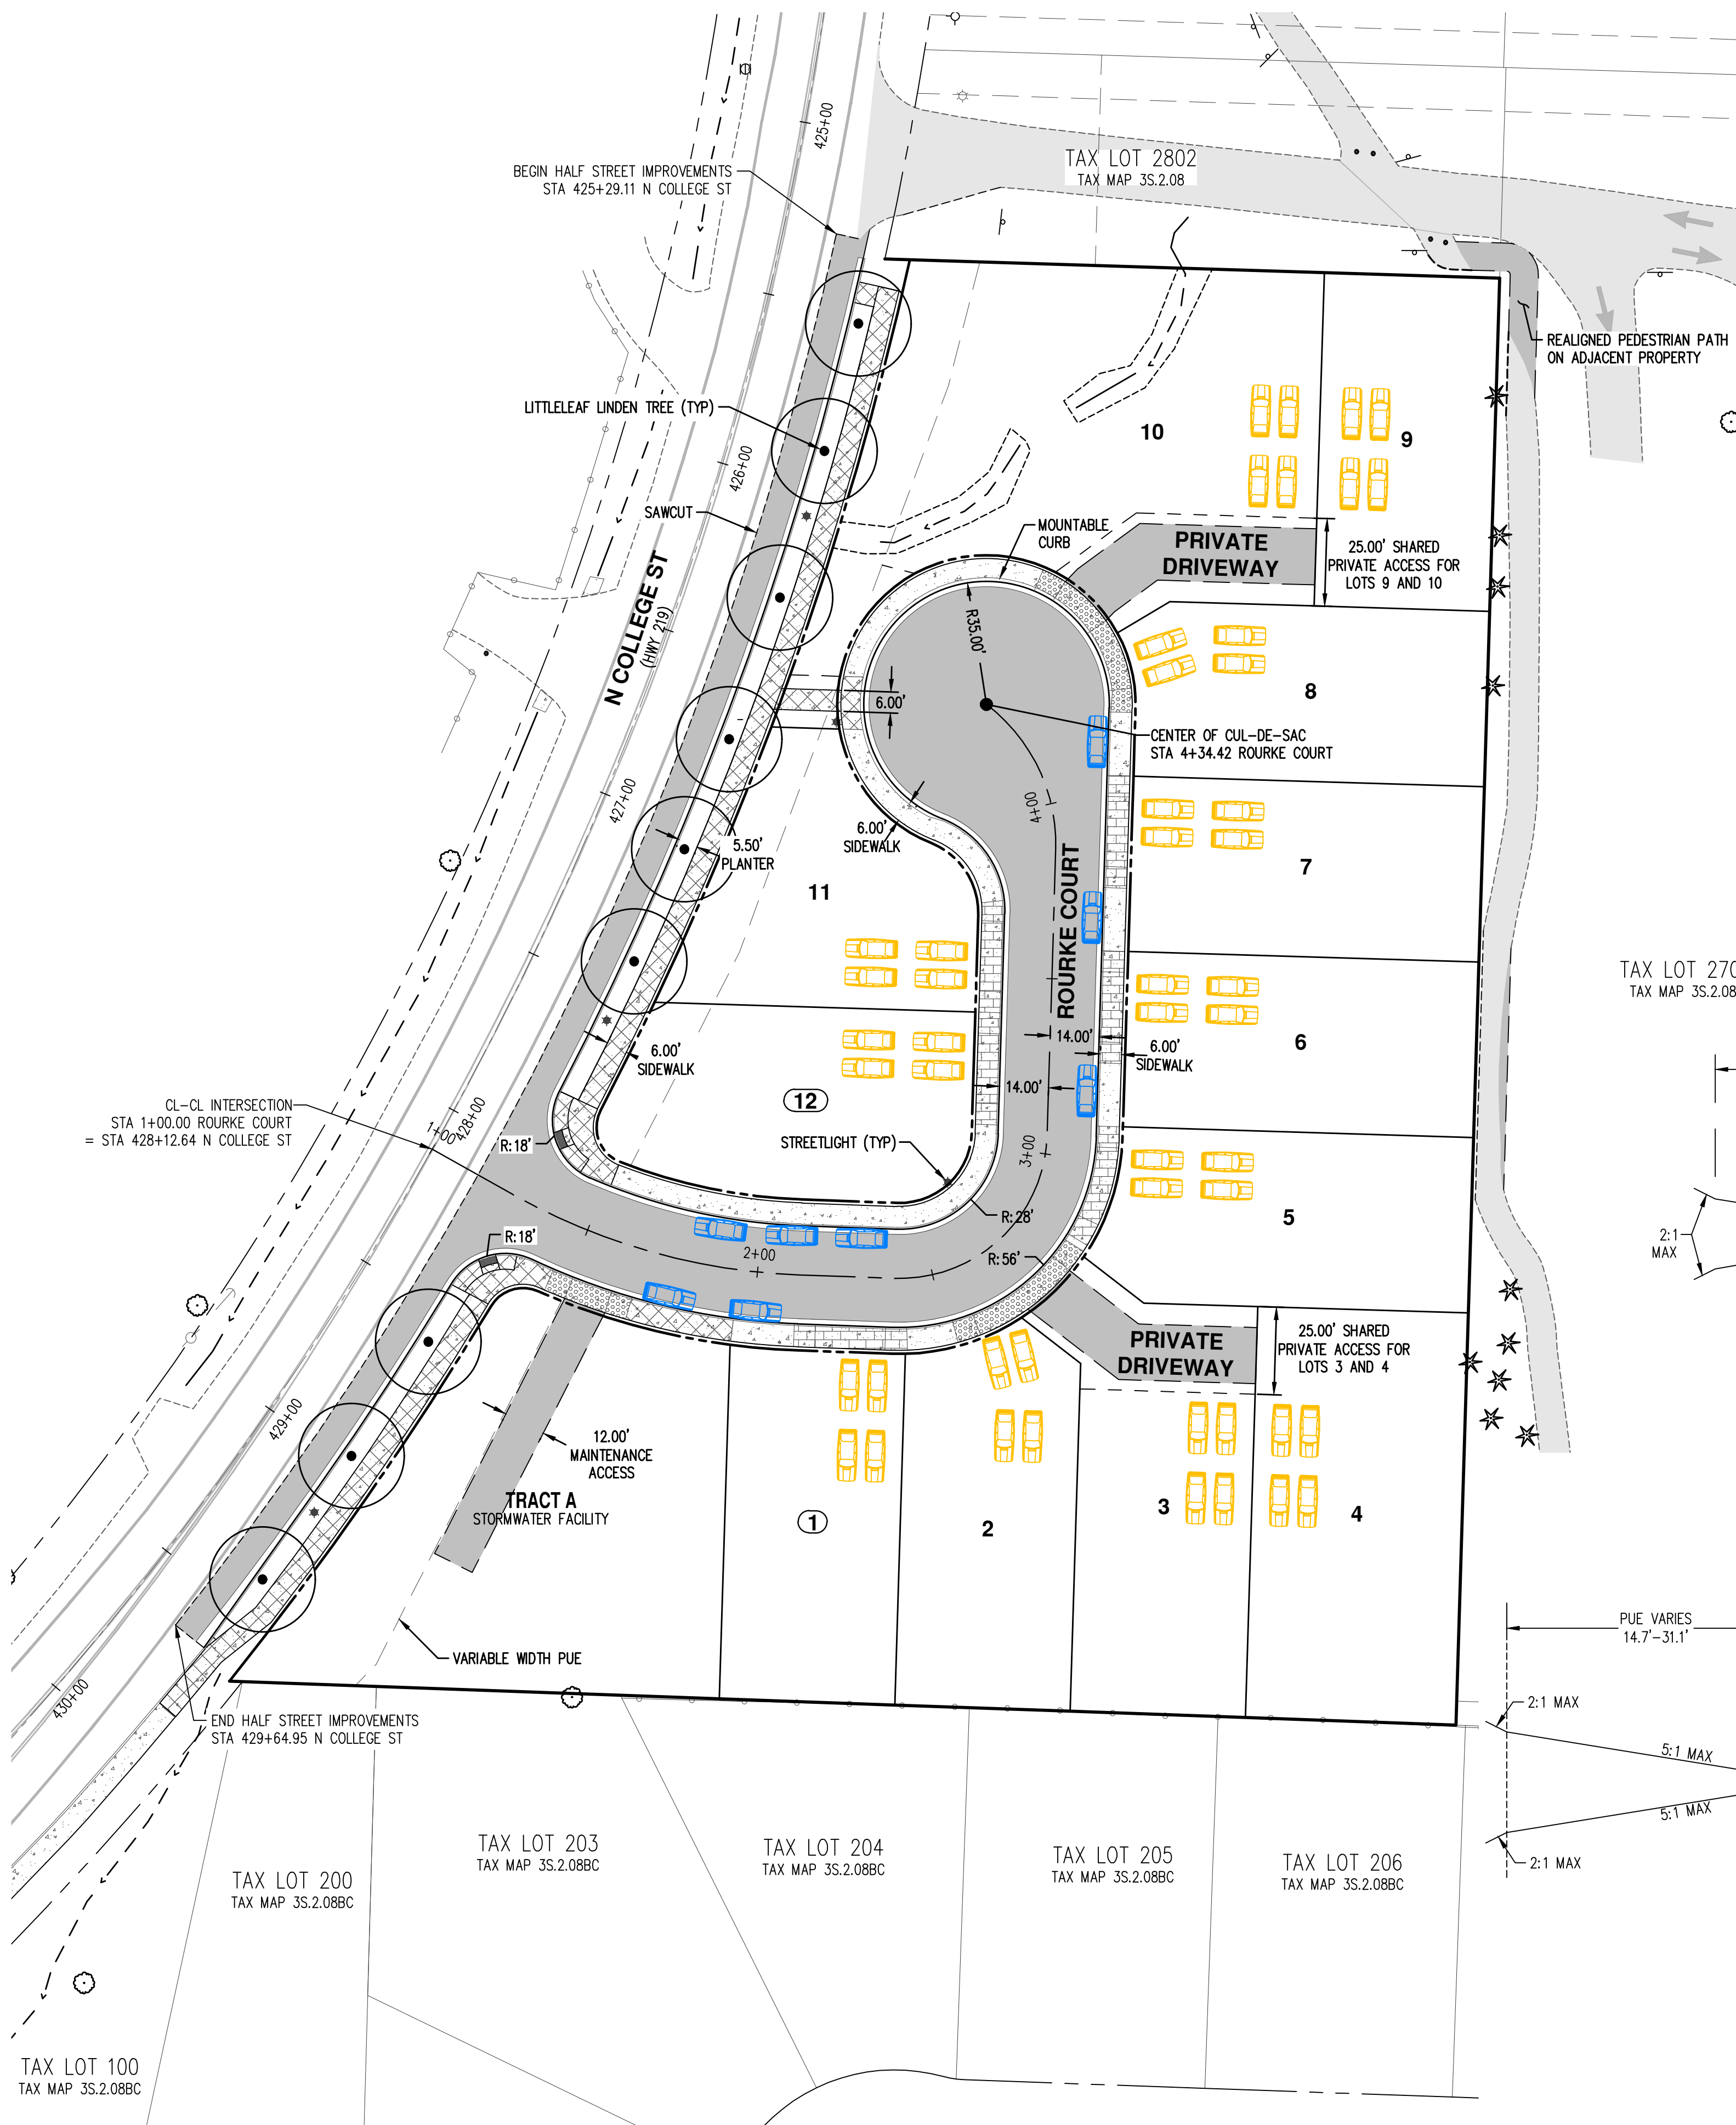 425+00
BEGIN HALF STREET IMPROVEMENTS
STA 425+29.11 N COLLEGE ST
TAX LOT 2802
TAX MAP 3S.2.08
REALIGNED PEDESTRIAN PATH
ON ADJACENT PROPERTY
LITTLELEAF LINDEN TREE (TYP)
10
9
426+00
SAWCUT
MOUNTABLE
CURB
PRIVATE
DRIVEWAY
25.00' SHARED
PRIVATE ACCESS FOR
LOTS 9 AND 10
N COLLEGE ST
(HWY 219)
R35.00'
6.00'
8
CENTER OF CUL-DE-SAC
STA 4+34.42 ROURKE COURT
427+00
4+00
6.00'
SIDEWALK
5.50'
PLANTER
7
11
ROURKE COURT
TAX LOT 270
TAX MAP 3S.2.08
14.00'
6.00'
SIDEWALK
6
6.00'
SIDEWALK
14.00'
12
CL-CL INTERSECTION
STA 1+00.00 ROURKE COURT
= STA 428+12.64 N COLLEGE ST
1+00
428+00
R:18'
STREETLIGHT (TYP)
3+00
5
R:28'
R:18'
2+00
R:56'
2:1
MAX
PRIVATE
DRIVEWAY
25.00' SHARED
PRIVATE ACCESS FOR
LOTS 3 AND 4
429+00
12.00'
MAINTENANCE
ACCESS
TRACT A
STORMWATER FACILITY
1
2
3
4
PUE VARIES
14.7'-31.1'
VARIABLE WIDTH PUE
430+00
END HALF STREET IMPROVEMENTS
STA 429+64.95 N COLLEGE ST
2:1 MAX
5:1 MAX
5:1 MAX
2:1 MAX
TAX LOT 203
TAX MAP 3S.2.08BC
TAX LOT 204
TAX MAP 3S.2.08BC
TAX LOT 205
TAX MAP 3S.2.08BC
TAX LOT 206
TAX MAP 3S.2.08BC
TAX LOT 200
TAX MAP 3S.2.08BC
TAX LOT 100
TAX MAP 3S.2.08BC